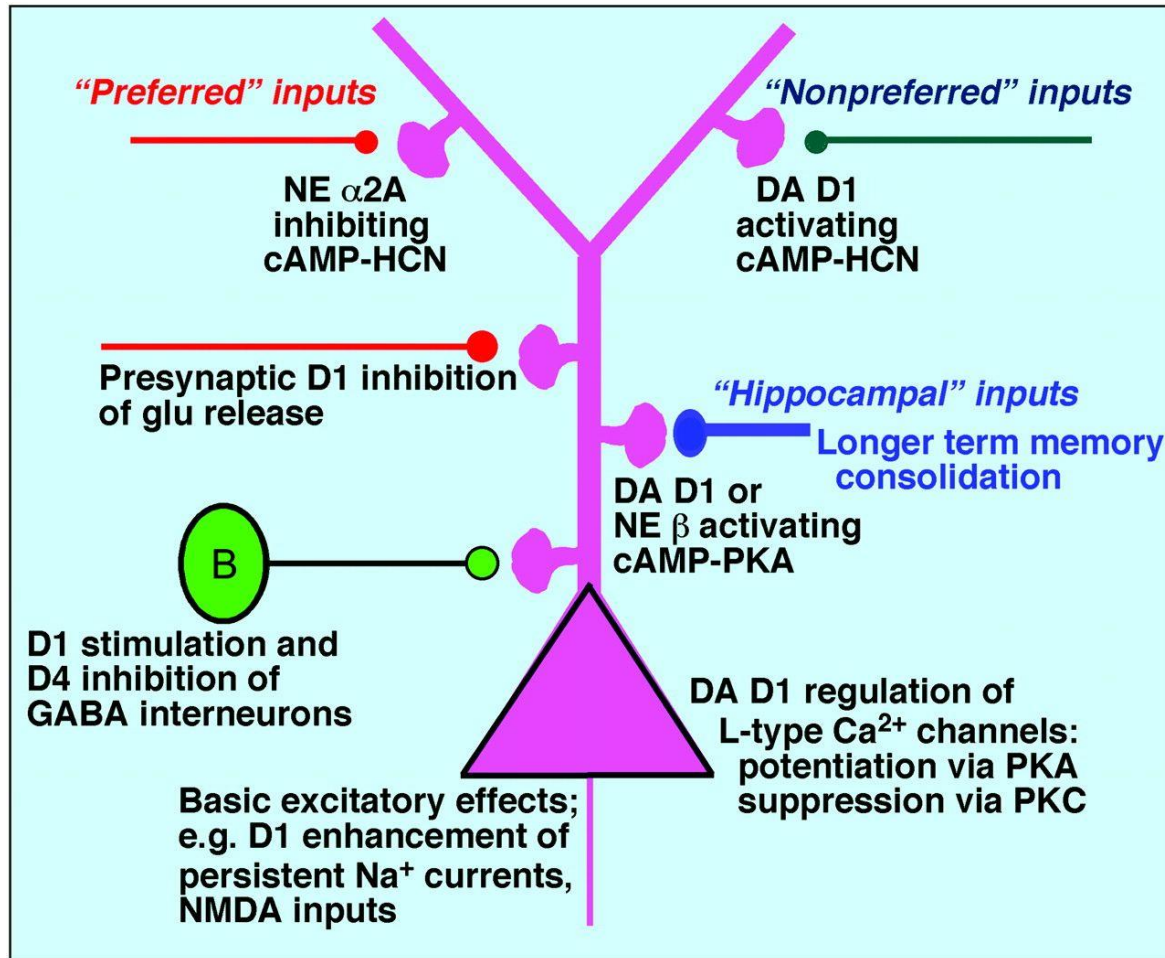 “Preferred” inputs
“Nonpreferred” inputs
NE α2A
inhibiting
cAMP-HCN
DA D1
activating
cAMP-HCN
Presynaptic D1 inhibition
of glu release
“Hippocampal” inputs
Longer term memory
consolidation
DA D1 or
NE β activating
cAMP-PKA
B
D1 stimulation and
D4 inhibition of
GABA interneurons
DA D1 regulation of
L-type Ca²⁺ channels:
potentiation via PKA
suppression via PKC
Basic excitatory effects;
e.g. D1 enhancement of
persistent Na⁺ currents,
NMDA inputs